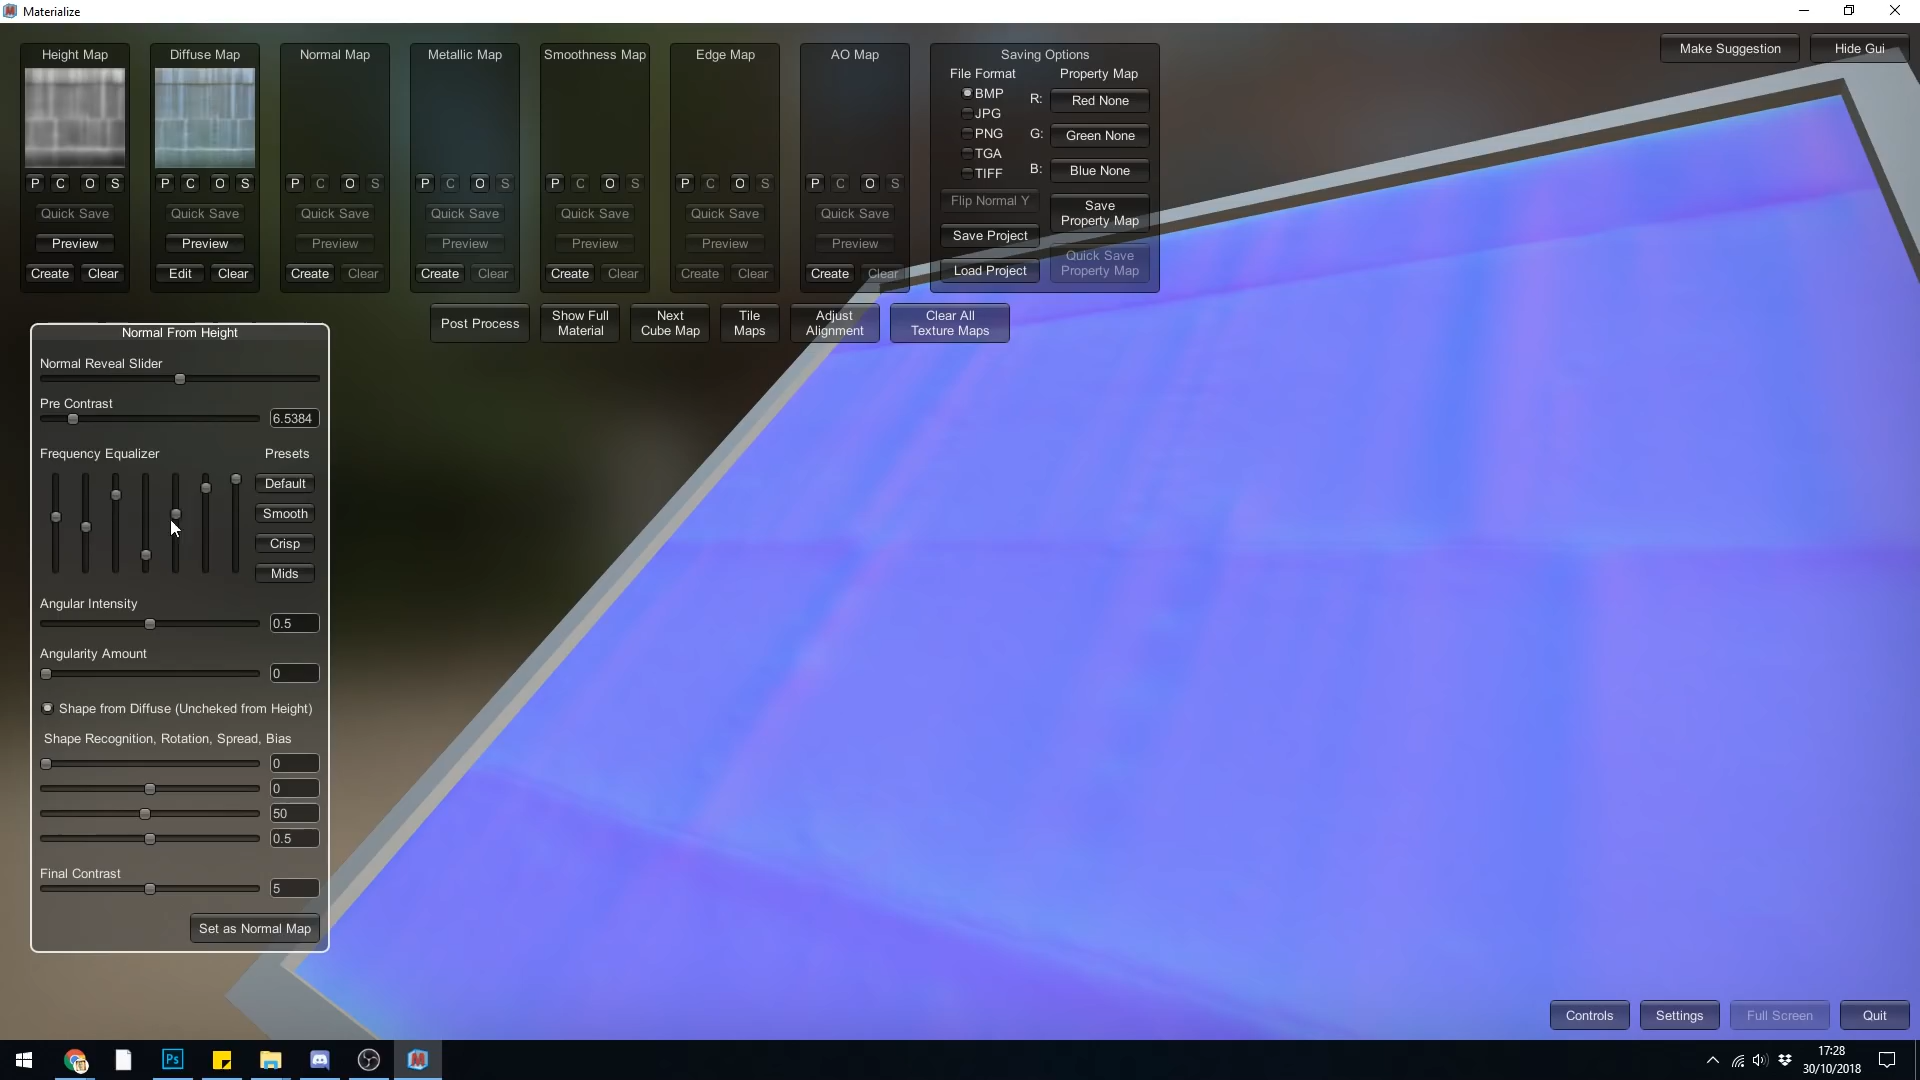 Materialize
Height Map
Diffuse Map
Normal Map
Metallic Map
Smoothness Map
Edge Map
AO Map
P C O S
P C O S
P C O S
P C O S
P C O S
P C O S
P C O S
Quick Save
Quick Save
Quick Save
Quick Save
Quick Save
Quick Save
Quick Save
Preview
Preview
Preview
Preview
Preview
Preview
Preview
Create Clear
Edit Clear
Create Clear
Create Clear
Create Clear
Create Clear
Create Clear
Saving Options
File Format
Property Map
BMP
JPG
PNG
TGA
TIFF
R: Red None
G: Green None
B: Blue None
Flip Normal Y
Save Project
Load Project
Save
Property Map
Quick Save
Property Map
Make Suggestion
Hide Gui
Post Process
Show Full
Material
Next
Cube Map
Tile
Maps
Adjust
Alignment
Clear All
Texture Maps
Normal From Height
Normal Reveal Slider
Pre Contrast
6.5384
Frequency Equalizer
Presets
Default
Smooth
Crisp
Mids
Angular Intensity
0.5
Angularity Amount
0
Shape from Diffuse (Uncheked from Height)
Shape Recognition, Rotation, Spread, Bias
0
0
50
0.5
Final Contrast
5
Set as Normal Map
Controls
Settings
Full Screen
Quit
Ps
M
17:28
30/10/2018